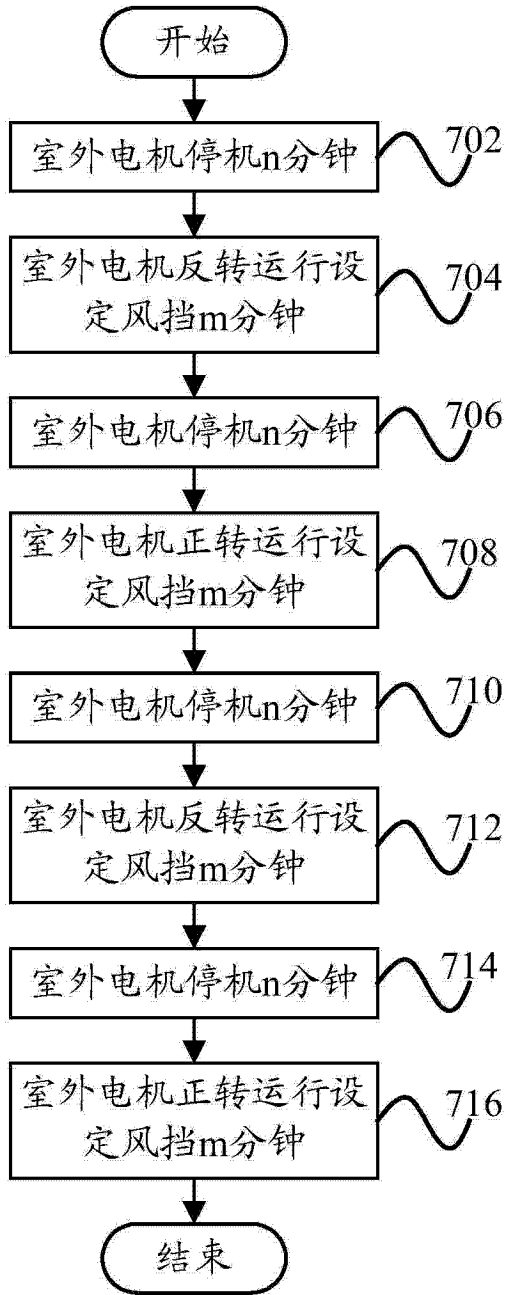 开始
室外电机停机n分钟
702
室外电机反转运行设
定风挡m分钟
704
室外电机停机n分钟
706
室外电机正转运行设
定风挡m分钟
708
室外电机停机n分钟
710
室外电机反转运行设
定风挡m分钟
712
室外电机停机n分钟
714
室外电机正转运行设
定风挡m分钟
716
结束